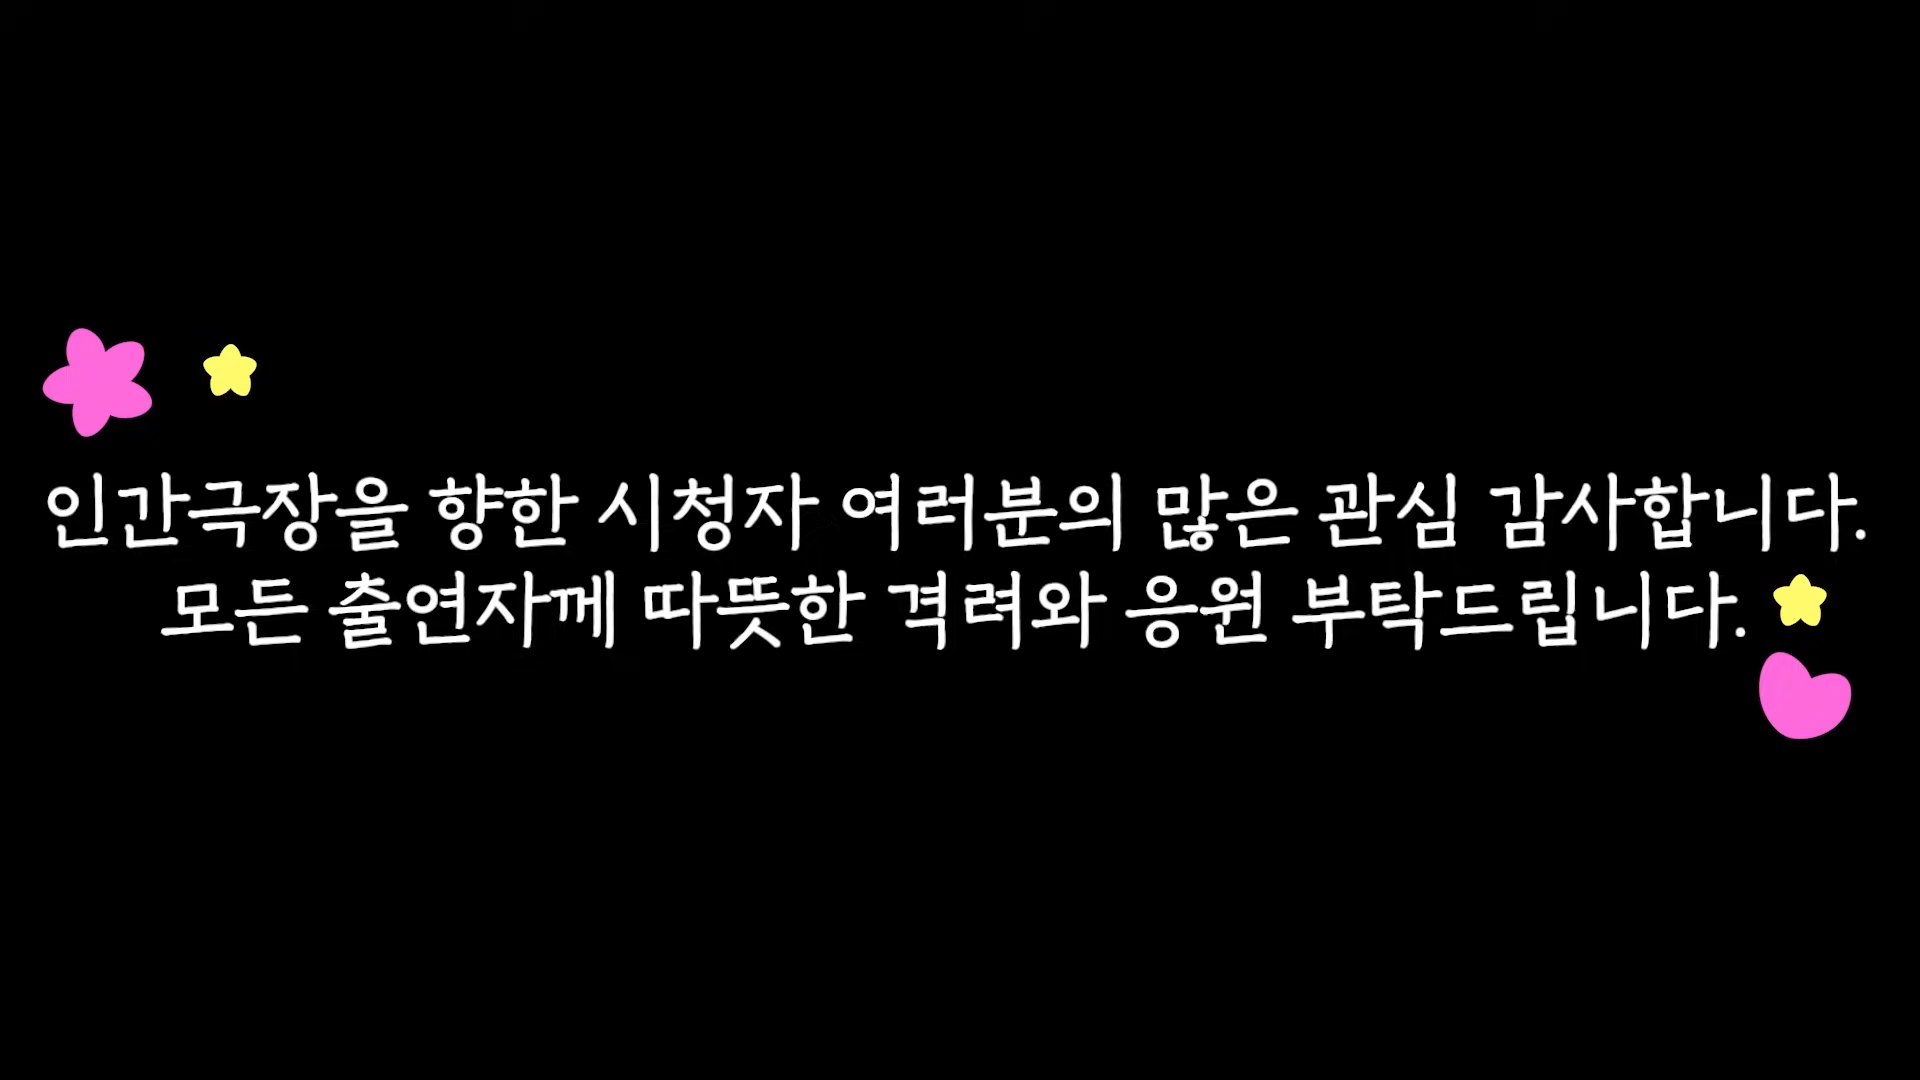 인간극장을 향한 시청자 여러분의 많은 관심 감사합니다.
모든 출연자께 따뜻한 격려와 응원 부탁드립니다.